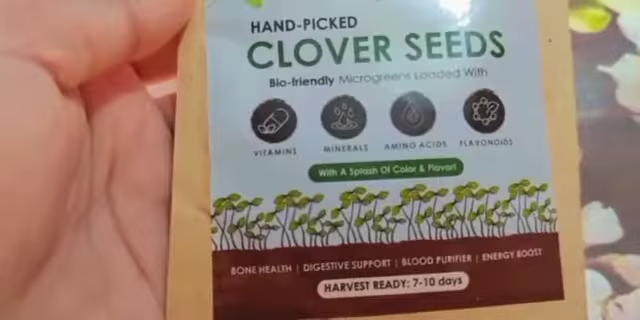 HAND-PICKED
CLOVER SEEDS
Bio-friendly Microgreens Loaded With
VITAMINS MINERALS AMINO ACIDS FLAVONOIDS
With A Splash Of Color & Flavor!
BONE HEALTH | DIGESTIVE SUPPORT | BLOOD PURIFIER | ENERGY BOOST
HARVEST READY: 7-10 days